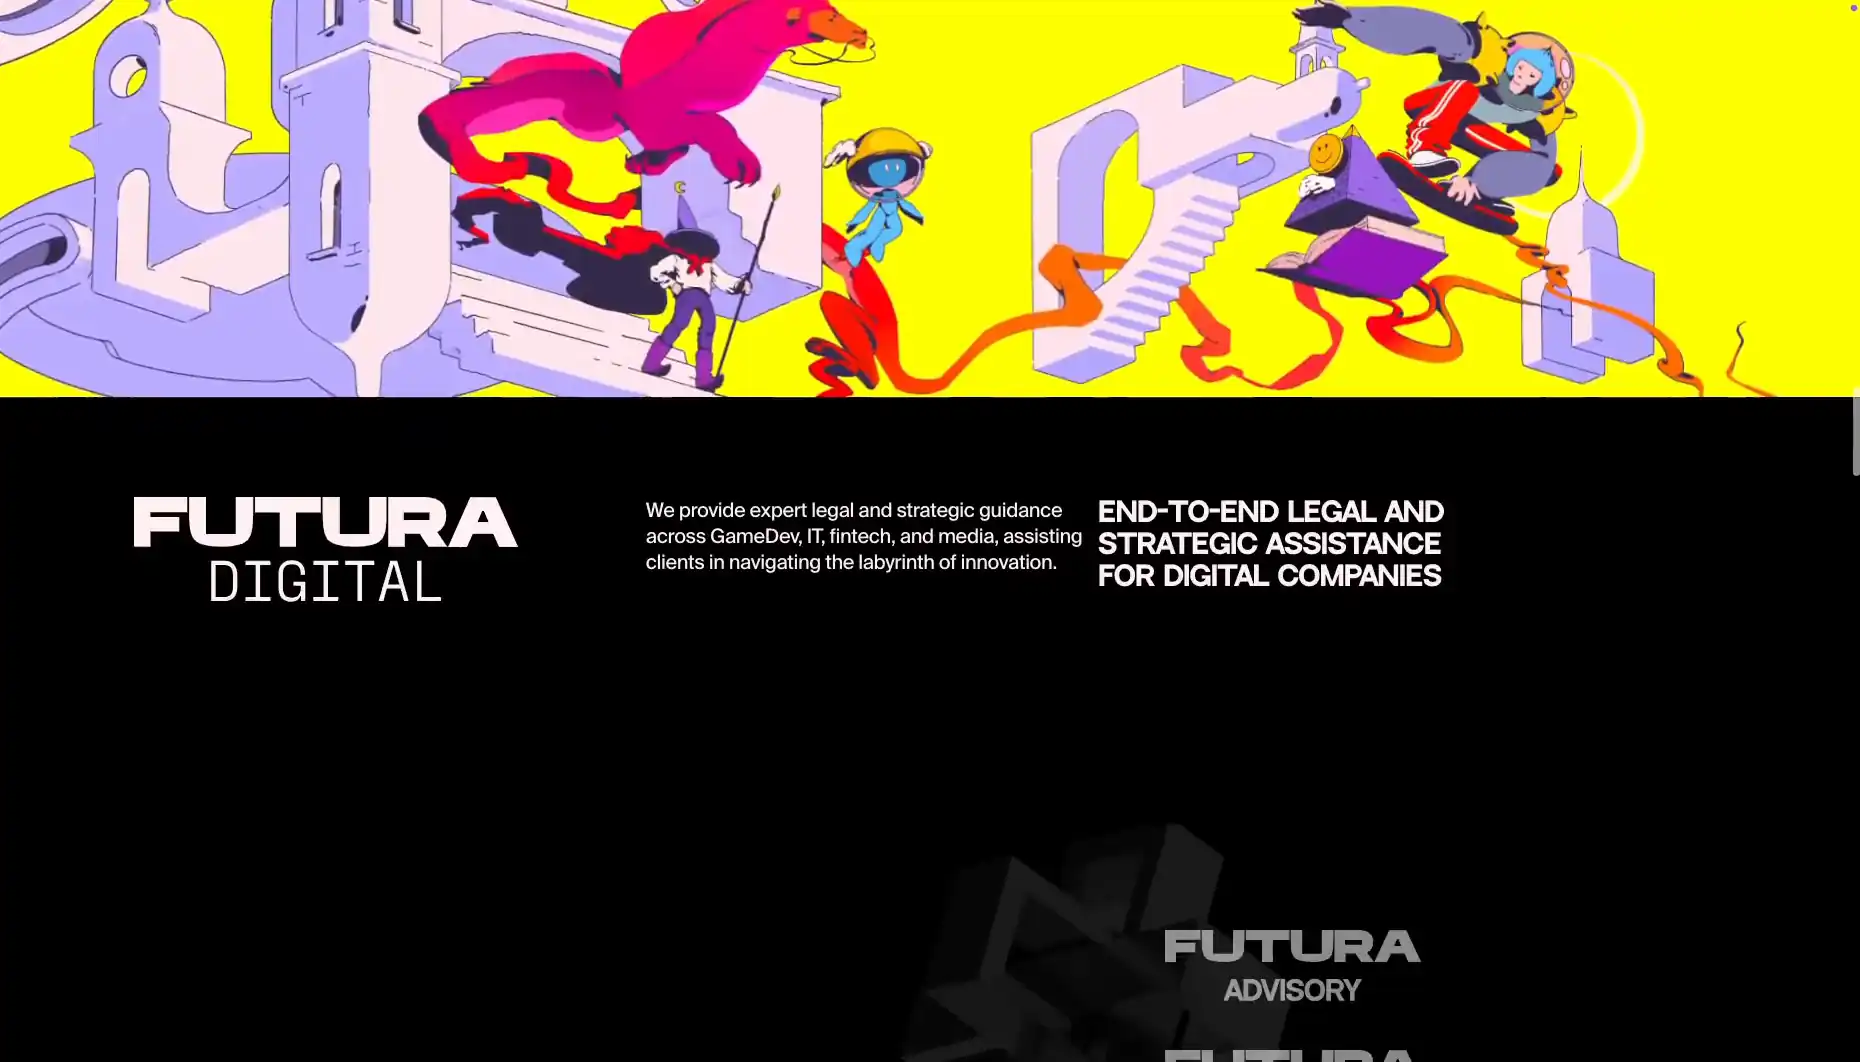 FUTURA
DIGITAL
We provide expert legal and strategic guidance
across GameDev, IT, fintech, and media, assisting
clients in navigating the labyrinth of innovation.
END-TO-END LEGAL AND
STRATEGIC ASSISTANCE
FOR DIGITAL COMPANIES
FUTURA
ADVISORY
FUTURA